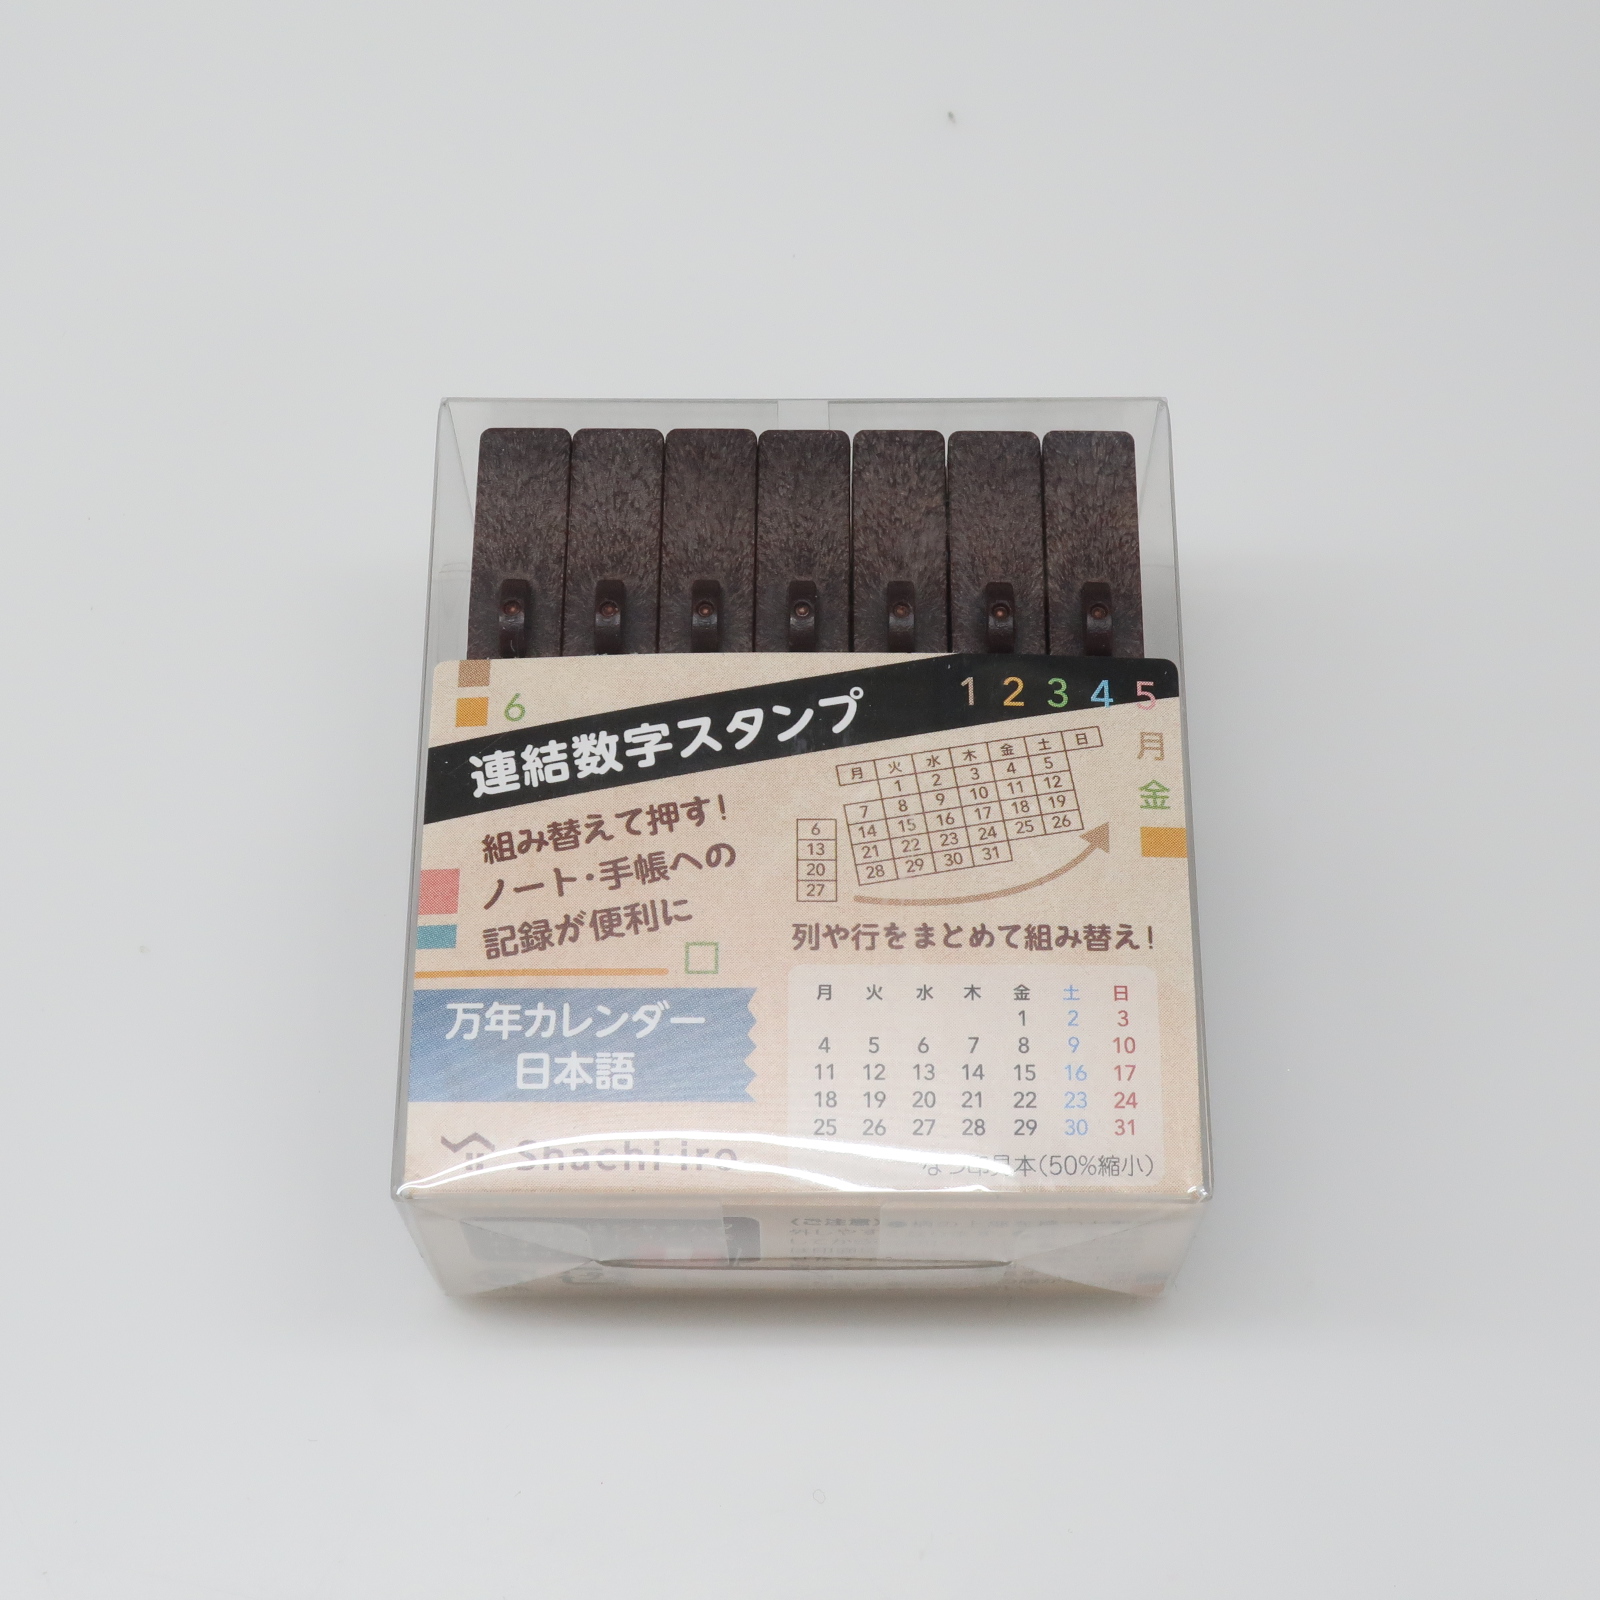 6
1 2 3 4 5
連結数字スタンプ
月
金
組み替えて押す!
ノート・手帳への
記録が便利に
月 火 水 木 金 土 日
1 2 3 4 5
7 8 9 10 11 12
14 15 16 17 18 19
21 22 23 24 25 26
28 29 30 31
6
13
20
27
列や行をまとめて組み替え!
万年カレンダー
日本語
月 火 水 木 金 土 日
1 2 3
4 5 6 7 8 9 10
11 12 13 14 15 16 17
18 19 20 21 22 23 24
25 26 27 28 29 30 31
なつ印見本(50%縮小)
Shachi-iro
〈ご注意〉